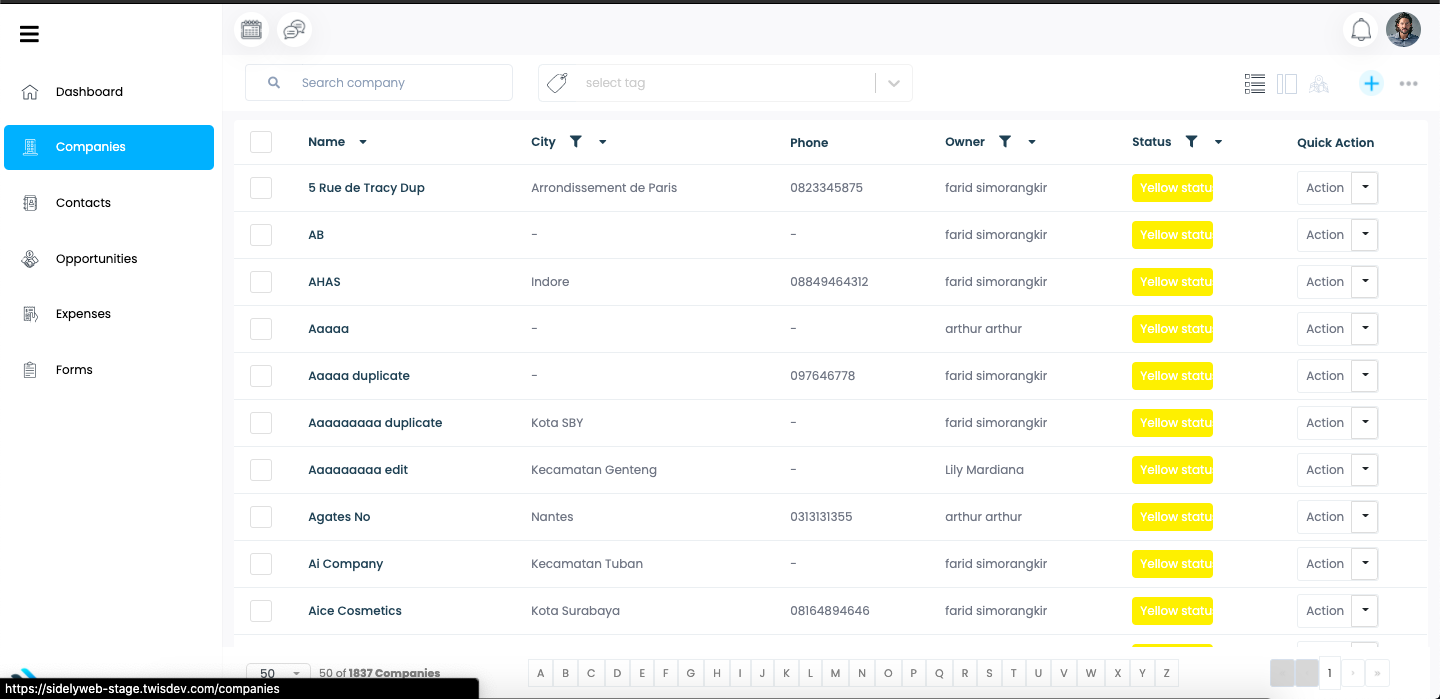 Dashboard
Companies
Contacts
Opportunities
Expenses
Forms
Search company
select tag
Name City Phone Owner Status Quick Action
5 Rue de Tracy Dup Arrondissement de Paris 0823345875 farid simorangkir Yellow statu Action
AB - - farid simorangkir Yellow statu Action
AHAS Indore 08849464312 farid simorangkir Yellow statu Action
Aaaaa - - arthur arthur Yellow statu Action
Aaaaa duplicate - 097646778 farid simorangkir Yellow statu Action
Aaaaaaaaa duplicate Kota SBY - farid simorangkir Yellow statu Action
Aaaaaaaaa edit Kecamatan Genteng - Lily Mardiana Yellow statu Action
Agates No Nantes 0313131355 arthur arthur Yellow statu Action
Ai Company Kecamatan Tuban - farid simorangkir Yellow statu Action
Aice Cosmetics Kota Surabaya 08164894646 farid simorangkir Yellow statu Action
50 50 of 1837 Companies A B C D E F G H I J K L M N O P Q R S T U V W X Y Z « ‹ 1 › »
https://sidelyweb-stage.twisdev.com/companies